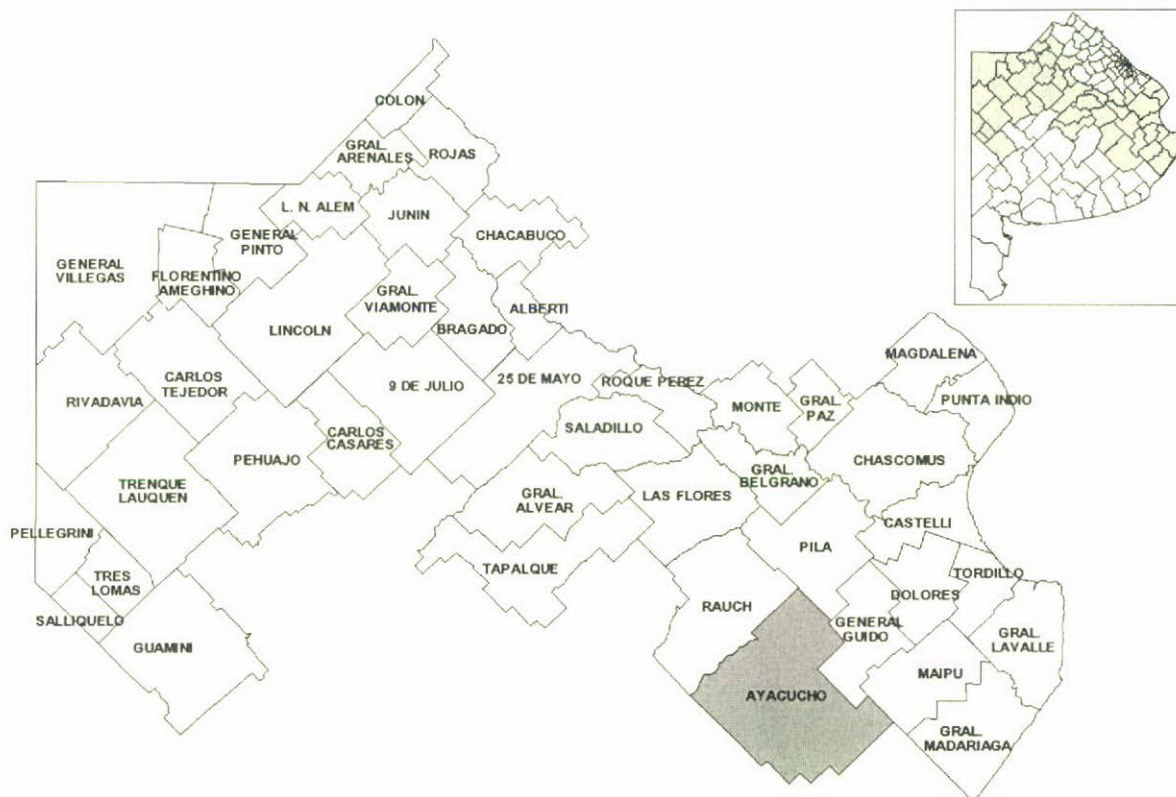 COLON
GRAL.
ARENALES
ROJAS
L. N. ALEM
JUNIN
CHACABUCO
GENERAL
PINTO
GENERAL
VILLEGAS
FLORENTINO
AMEGHINO
GRAL.
VIAMONTE
ALBERTI
LINCOLN
BRAGADO
MAGDALENA
CARLOS
TEJEDOR
9 DE JULIO
25 DE MAYO
ROQUE PEREZ
RIVADAVIA
MONTE
GRAL.
PAZ
PUNTA INDIO
SALADILLO
CARLOS
CASARES
PEHUAJO
CHASCOMUS
GRAL.
BELGRANO
TRENQUE
LAUQUEN
GRAL.
ALVEAR
LAS FLORES
CASTELLI
PELLEGRINI
PILA
TAPALQUE
TORDILLO
TRES
LOMAS
DOLORES
RAUCH
SALLIQUELO
GENERAL
GUIDO
GUAMINI
GRAL.
LAVALLE
MAIPU
AYACUCHO
GRAL.
MADARIAGA